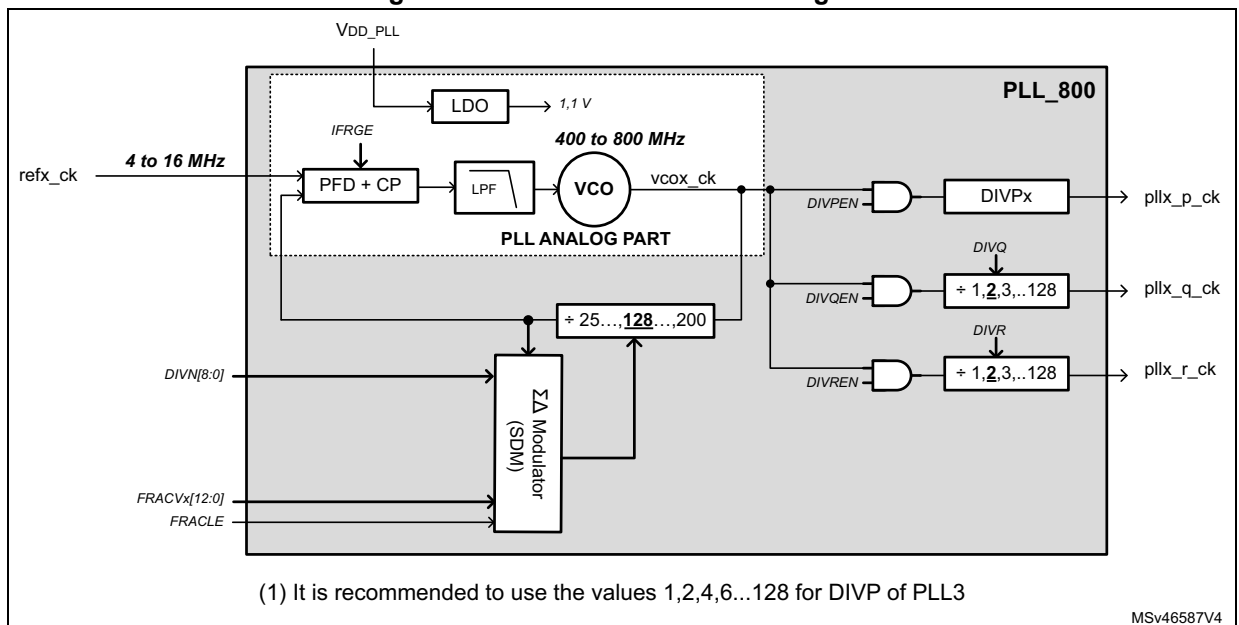 VDD_PLL
PLL_800
LDO
1,1 V
IFRGE
400 to 800 MHz
4 to 16 MHz
refx_ck
PFD + CP
LPF
VCO
vcox_ck
PLL ANALOG PART
DIVPEN
DIVPx
pllx_p_ck
DIVQ
DIVQEN
÷ 1,2,3,..128
pllx_q_ck
÷ 25...,128...,200
DIVR
DIVREN
÷ 1,2,3,..128
pllx_r_ck
DIVN[8:0]
ΣΔ Modulator
(SDM)
FRACVx[12:0]
FRACLE
(1) It is recommended to use the values 1,2,4,6...128 for DIVP of PLL3
MSv46587V4